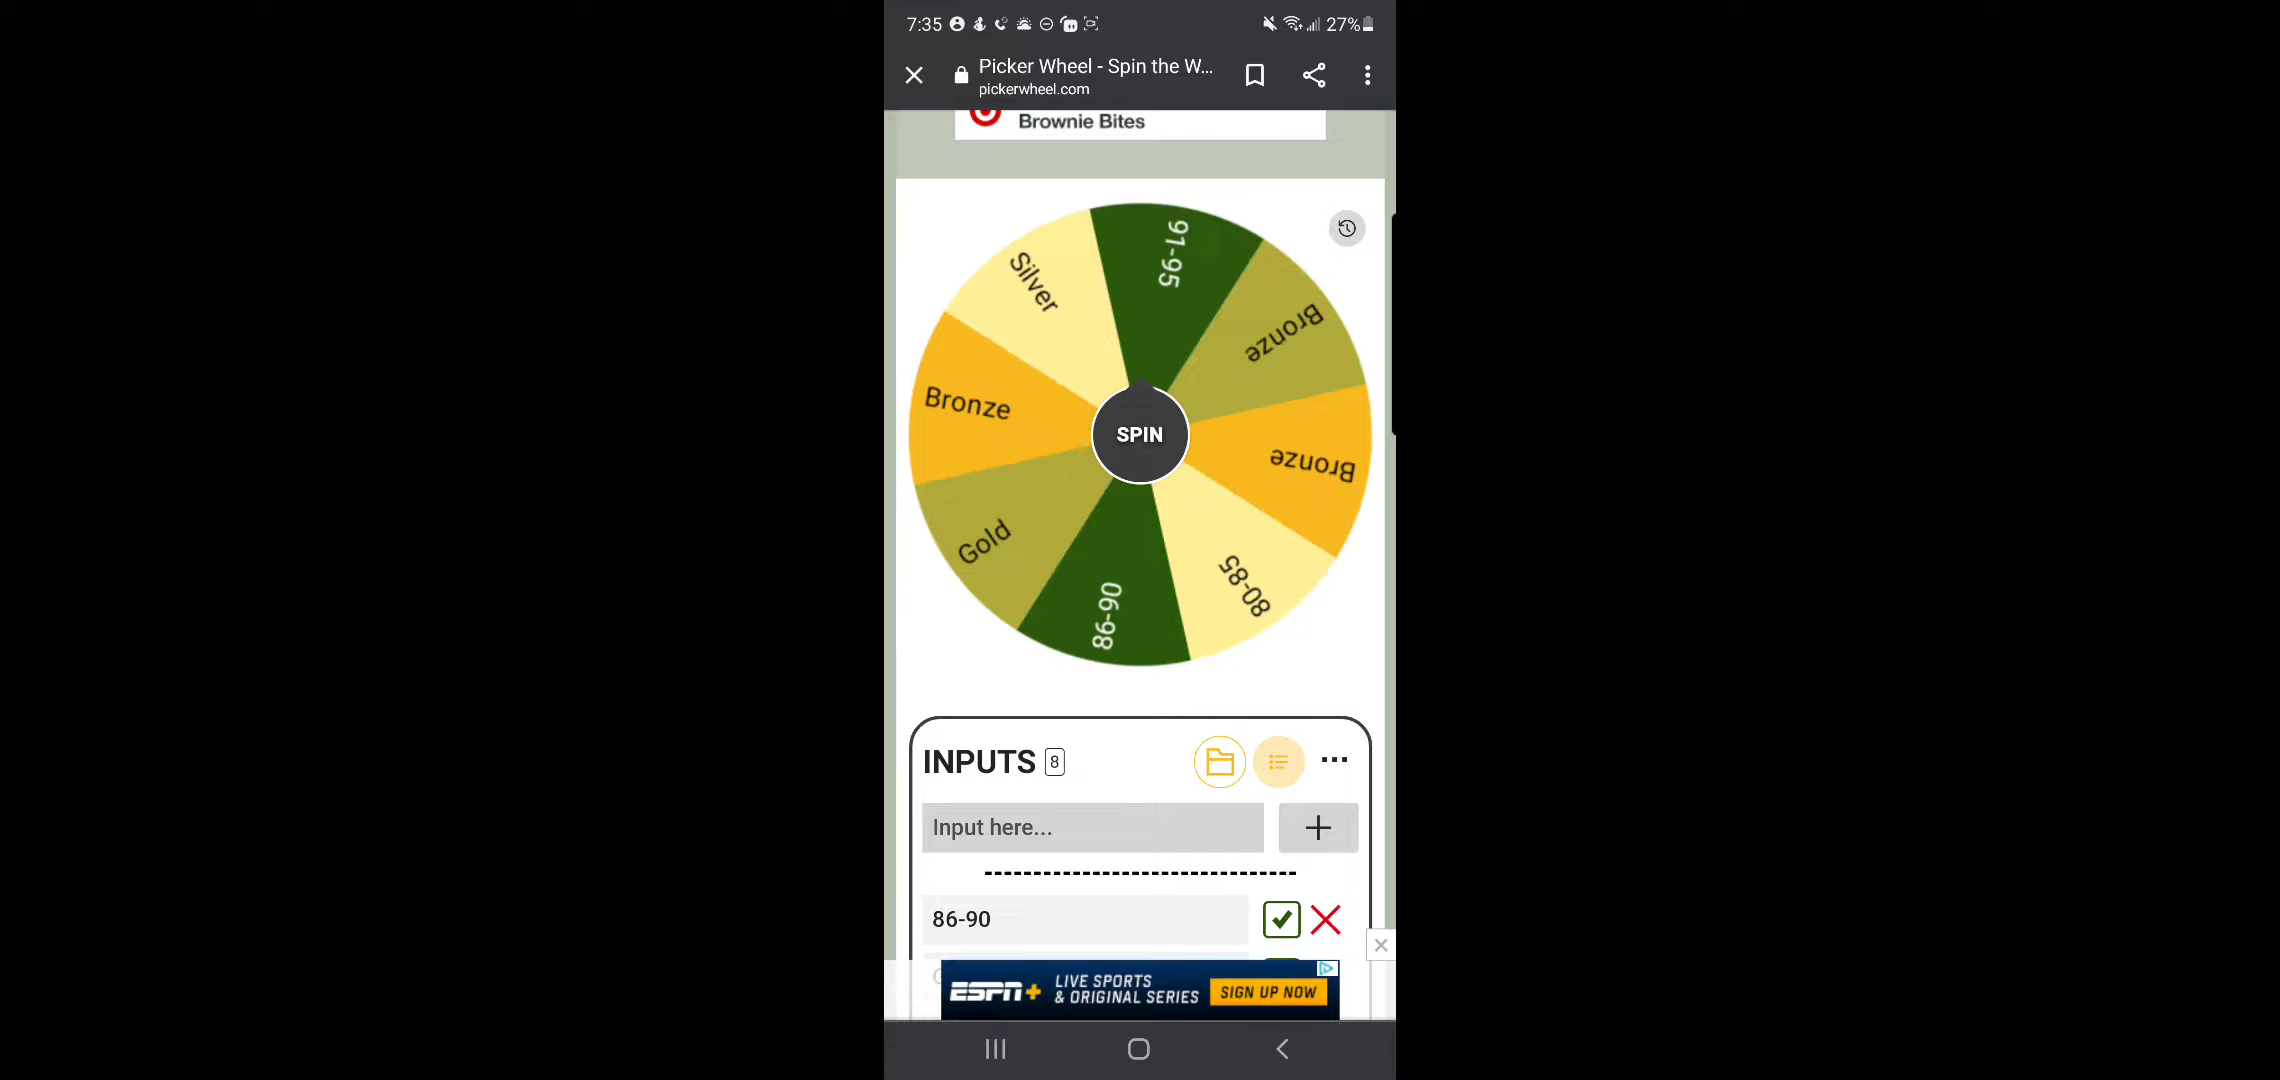 7:35
27%
Picker Wheel - Spin the W...
pickerwheel.com
Brownie Bites
91-95
Silver
Bronze
Bronze
SPIN
Bronze
Gold
80-85
86-90
INPUTS 8
Input here...
+
------------------------------
86-90
ESPN+ LIVE SPORTS
& ORIGINAL SERIES
SIGN UP NOW